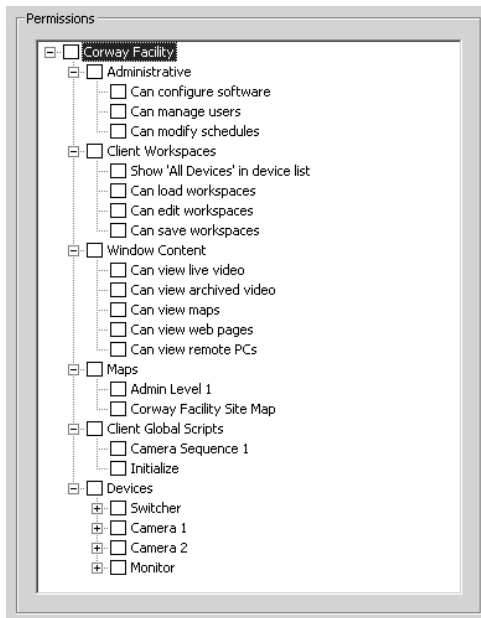 Permissions
Corway Facility
Administrative
Can configure software
Can manage users
Can modify schedules
Client Workspaces
Show 'All Devices' in device list
Can load workspaces
Can edit workspaces
Can save workspaces
Window Content
Can view live video
Can view archived video
Can view maps
Can view web pages
Can view remote PCs
Maps
Admin Level 1
Corway Facility Site Map
Client Global Scripts
Camera Sequence 1
Initialize
Devices
Switcher
Camera 1
Camera 2
Monitor